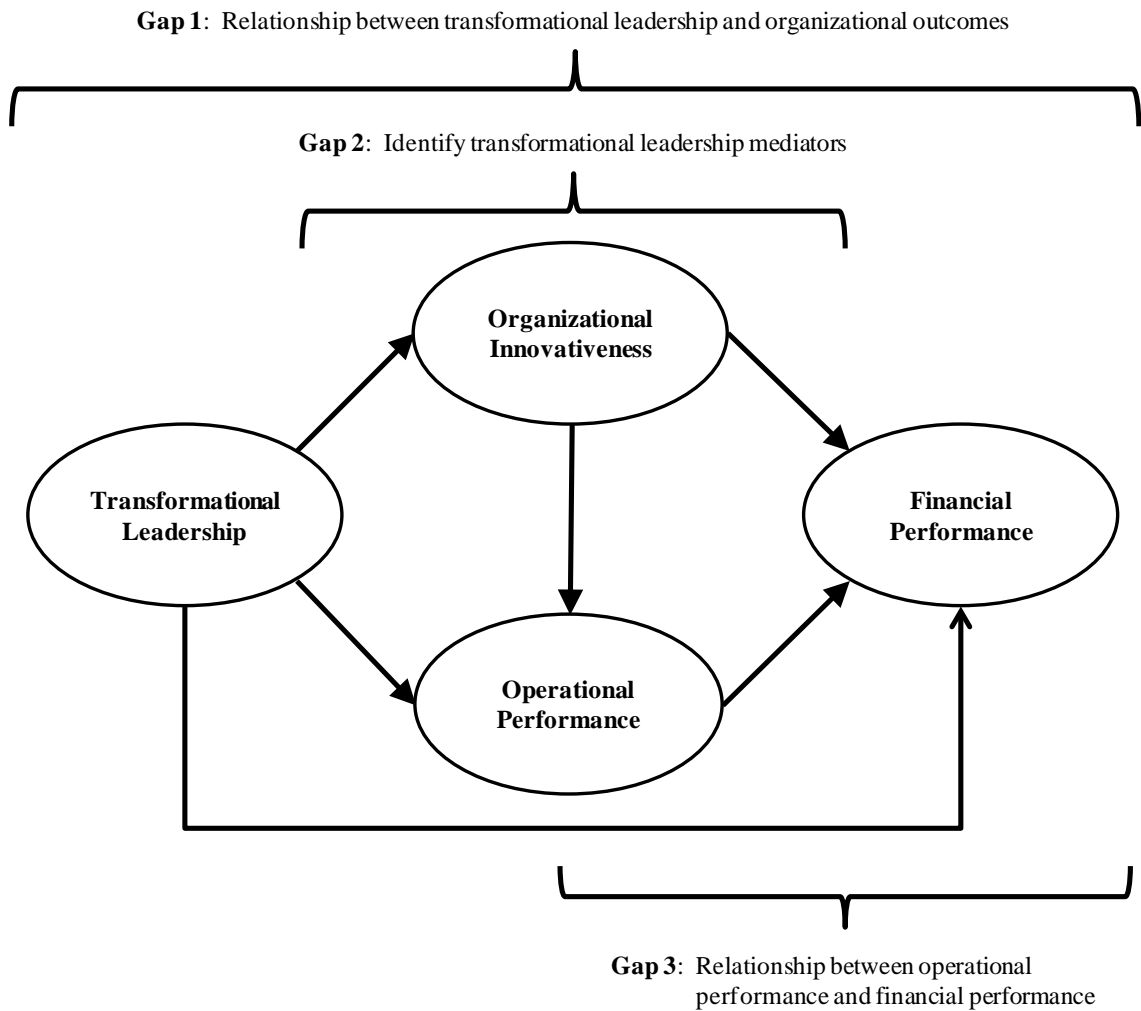 Gap 1: Relationship between transformational leadership and organizational outcomes
Gap 2: Identify transformational leadership mediators
Organizational
Innovativeness
Transformational
Leadership
Financial
Performance
Operational
Performance
Gap 3: Relationship between operational
performance and financial performance